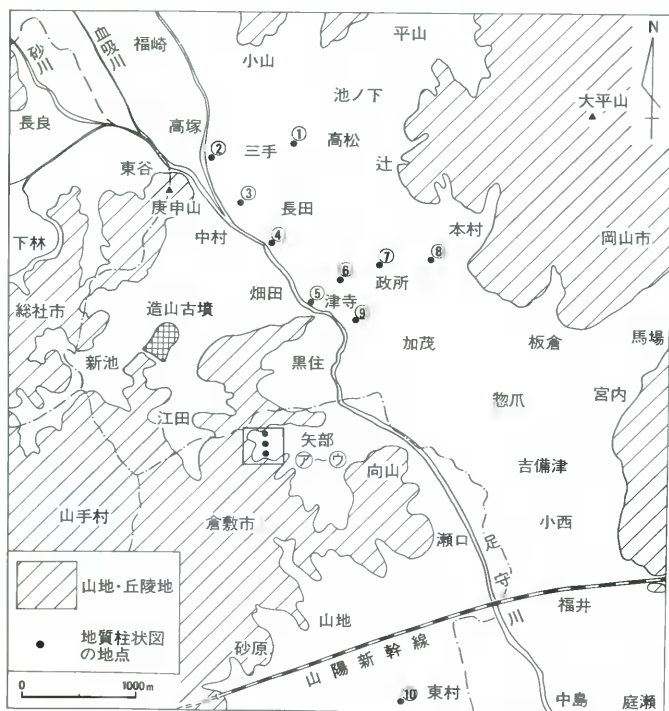 平山
福崎
血吸川
砂川
小山
N
池ノ下
大平山
長良
高塚
①
三手
高松
②
辻
東谷
③
長田
庚申山
中村
④
本村
⑧
下林
⑦
岡山市
⑥
政所
畑田
⑤
津寺
総社市
造山古墳
⑨
馬場
加茂
板倉
新池
黒住
惣爪
宮内
江田
矢部
㋐〜㋒
向山
吉備津
山手村
倉敷市
小西
瀬口
足守川
山地・丘陵地
福井
山地
地質柱状図
の地点
砂原
山陽新幹線
0 1000m
⑩
東村
中島
庭瀬